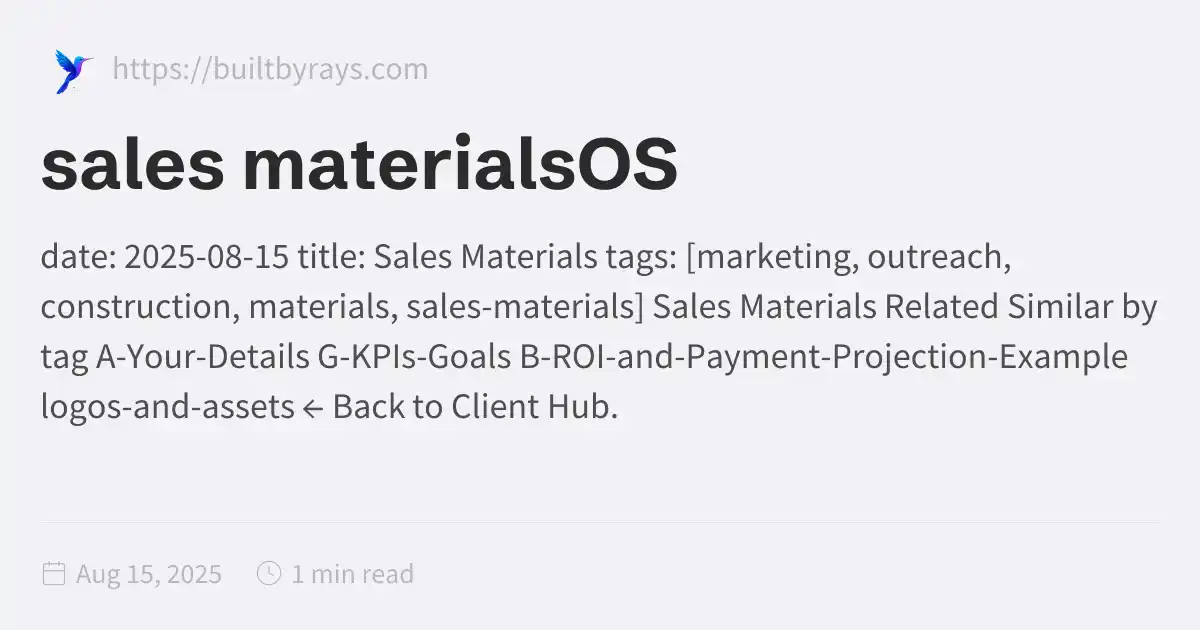 https://builtbyrays.com
sales materialsOS
date: 2025-08-15 title: Sales Materials tags: [marketing, outreach,
construction, materials, sales-materials] Sales Materials Related Similar by
tag A-Your-Details G-KPIs-Goals B-ROI-and-Payment-Projection-Example
logos-and-assets ← Back to Client Hub.
Aug 15, 2025 1 min read